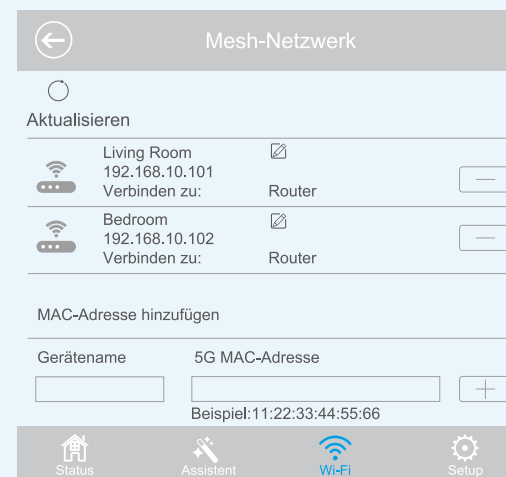 Mesh-Netzwerk
Aktualisieren
Living Room
192.168.10.101
Verbinden zu: Router
Bedroom
192.168.10.102
Verbinden zu: Router
MAC-Adresse hinzufügen
Gerätename 5G MAC-Adresse
Beispiel:11:22:33:44:55:66
Status Assistent Wi-Fi Setup